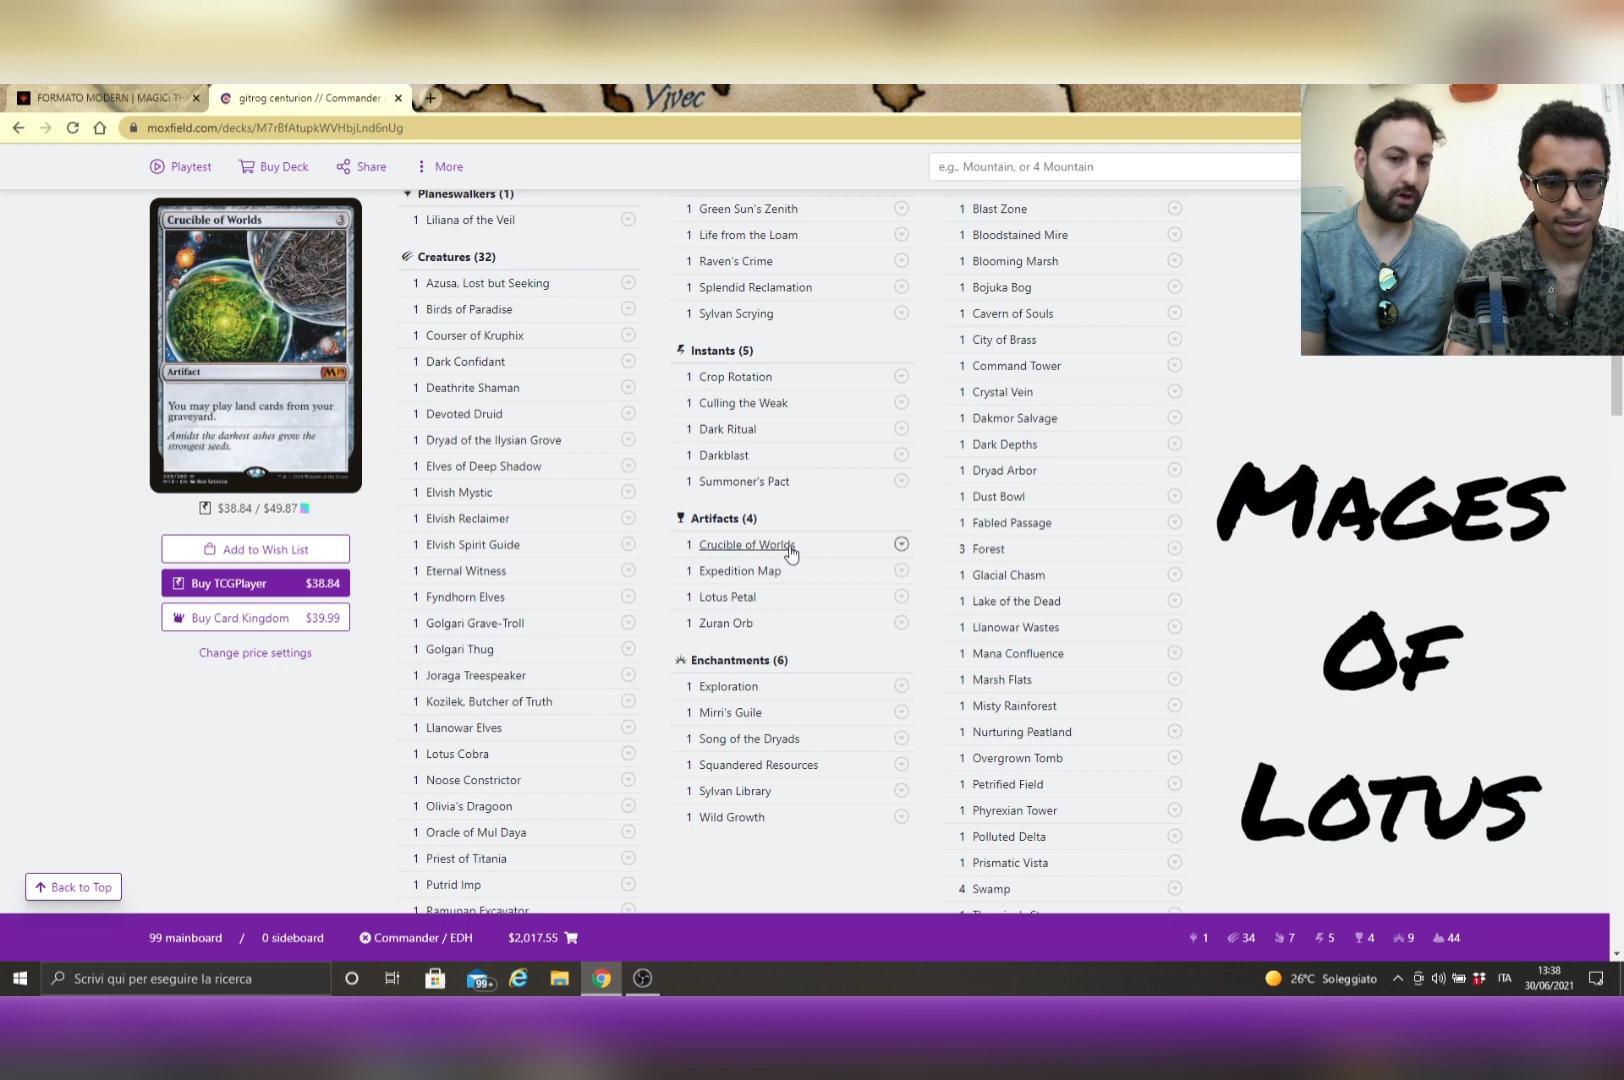 Vivec
FORMATO MODERN | MAGIC: TH
gitrog centurion // Commander
moxfield.com/decks/M7rBfAtupkWVHbjLnd6nUg
Playtest
Buy Deck
Share
More
e.g., Mountain, or 4 Mountain
Crucible of Worlds 3
Artifact
M19
You may play land cards from your
graveyard.
Amidst the darkest ashes grow the
strongest seeds.
$38.84 / $49.87
Add to Wish List
Buy TCGPlayer $38.84
Buy Card Kingdom $39.99
Change price settings
Back to Top
Planeswalkers (1)
1 Liliana of the Veil
Creatures (32)
1 Azusa, Lost but Seeking
1 Birds of Paradise
1 Courser of Kruphix
1 Dark Confidant
1 Deathrite Shaman
1 Devoted Druid
1 Dryad of the Ilysian Grove
1 Elves of Deep Shadow
1 Elvish Mystic
1 Elvish Reclaimer
1 Elvish Spirit Guide
1 Eternal Witness
1 Fyndhorn Elves
1 Golgari Grave-Troll
1 Golgari Thug
1 Joraga Treespeaker
1 Kozilek, Butcher of Truth
1 Llanowar Elves
1 Lotus Cobra
1 Noose Constrictor
1 Olivia's Dragoon
1 Oracle of Mul Daya
1 Priest of Titania
1 Putrid Imp
1 Ramunap Excavator
1 Green Sun's Zenith
1 Life from the Loam
1 Raven's Crime
1 Splendid Reclamation
1 Sylvan Scrying
Instants (5)
1 Crop Rotation
1 Culling the Weak
1 Dark Ritual
1 Darkblast
1 Summoner's Pact
Artifacts (4)
1 Crucible of Worlds
1 Expedition Map
1 Lotus Petal
1 Zuran Orb
Enchantments (6)
1 Exploration
1 Mirri's Guile
1 Song of the Dryads
1 Squandered Resources
1 Sylvan Library
1 Wild Growth
1 Blast Zone
1 Bloodstained Mire
1 Blooming Marsh
1 Bojuka Bog
1 Cavern of Souls
1 City of Brass
1 Command Tower
1 Crystal Vein
1 Dakmor Salvage
1 Dark Depths
1 Dryad Arbor
1 Dust Bowl
1 Fabled Passage
3 Forest
1 Glacial Chasm
1 Lake of the Dead
1 Llanowar Wastes
1 Mana Confluence
1 Marsh Flats
1 Misty Rainforest
1 Nurturing Peatland
1 Overgrown Tomb
1 Petrified Field
1 Phyrexian Tower
1 Polluted Delta
1 Prismatic Vista
4 Swamp
Mages
Of
Lotus
99 mainboard / 0 sideboard
Commander / EDH
$2,017.55
1 34 7 5 4 9 44
Scrivi qui per eseguire la ricerca
99+
26°C Soleggiato
ITA
13:38
30/06/2021